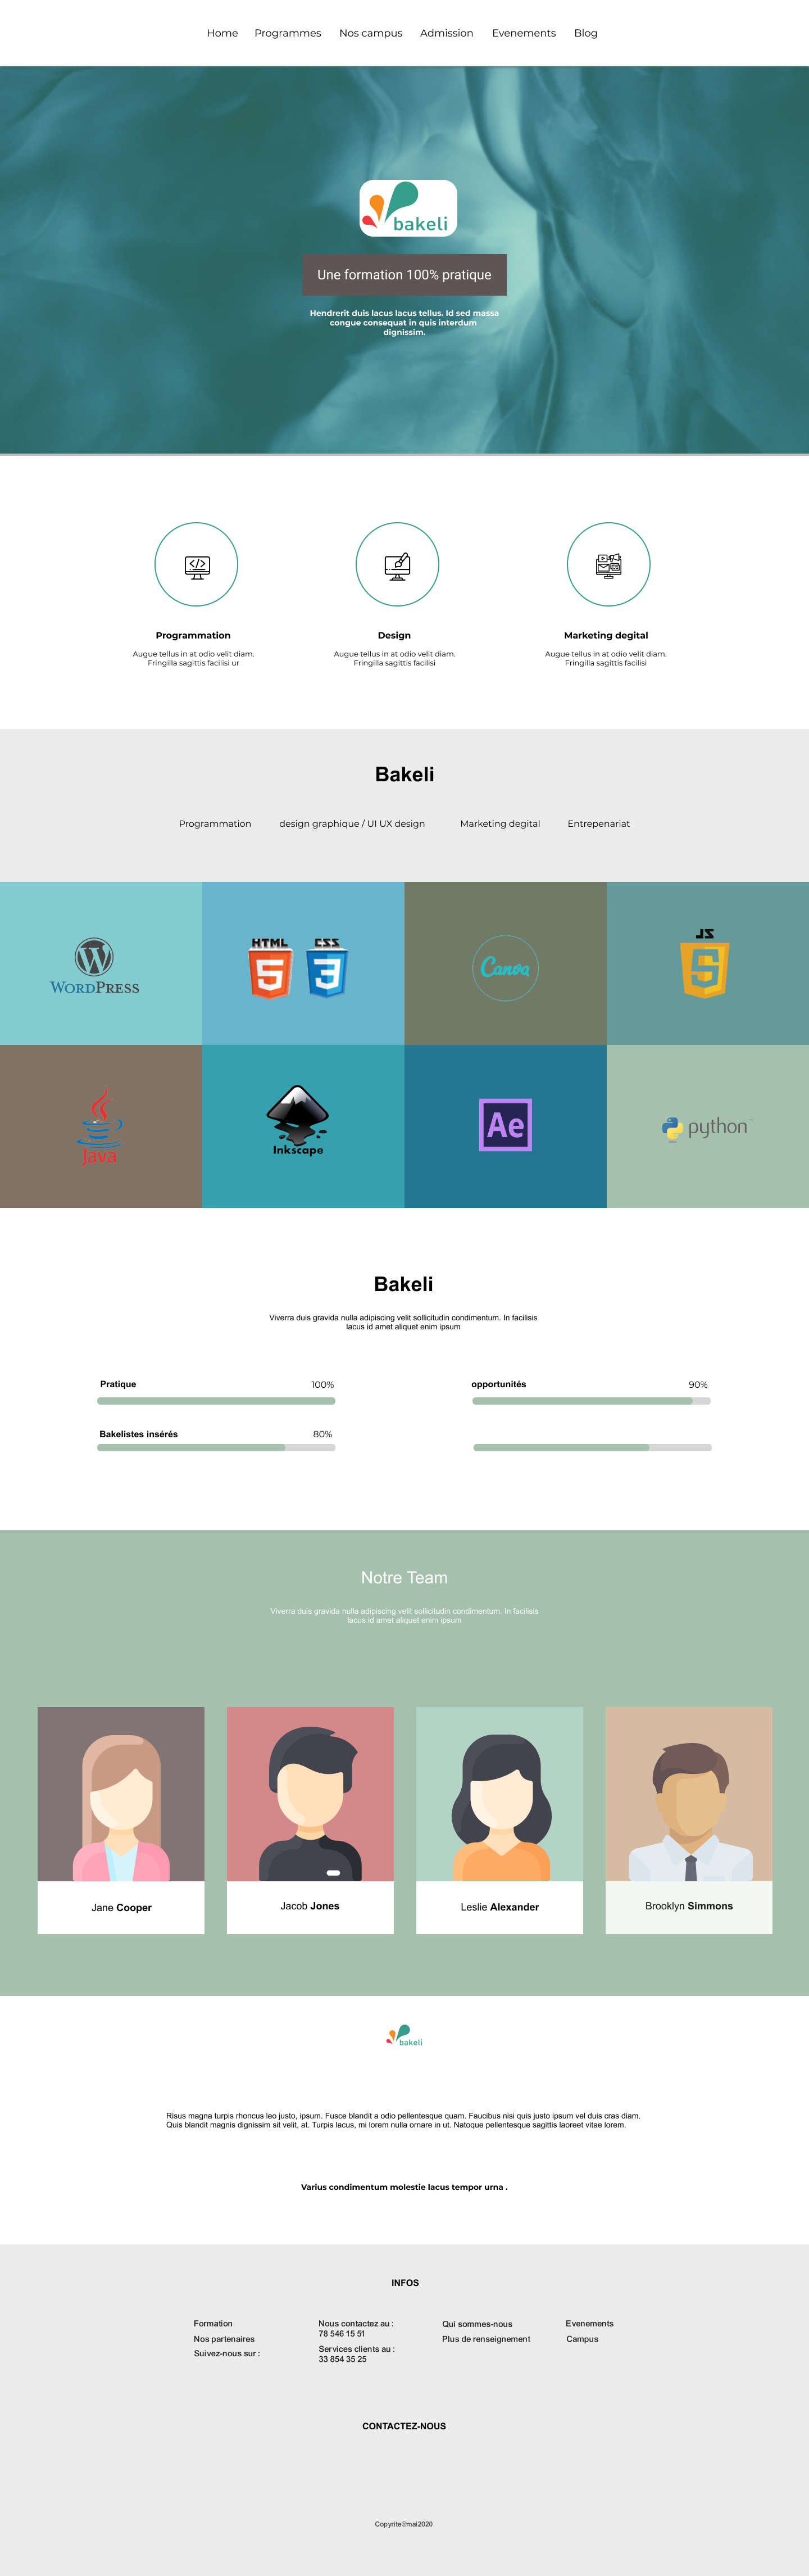 Home Programmes Nos campus Admission Evenements Blog
bakeli
Une formation 100% pratique
Hendrerit duis lacus lacus tellus. Id sed massa
congue consequat in quis interdum
dignissim.
Programmation
Augue tellus in at odio velit diam.
Fringilla sagittis facilisi ur
Design
Augue tellus in at odio velit diam.
Fringilla sagittis facilisi
Marketing degital
Augue tellus in at odio velit diam.
Fringilla sagittis facilisi
Bakeli
Programmation design graphique / UI UX design Marketing degital Entrepenariat
WORDPRESS
HTML
5
CSS
3
Canva
JS
5
Java
Inkscape
Ae
python
Bakeli
Viverra duis gravida nulla adipiscing velit sollicitudin condimentum. In facilisis
lacus id amet aliquet enim ipsum
Pratique 100%
opportunités 90%
Bakelistes insérés 80%
Notre Team
Viverra duis gravida nulla adipiscing velit sollicitudin condimentum. In facilisis
lacus id amet aliquet enim ipsum
Jane Cooper
Jacob Jones
Leslie Alexander
Brooklyn Simmons
bakeli
Risus magna turpis rhoncus leo justo, ipsum. Fusce blandit a odio pellentesque quam. Faucibus nisi quis justo ipsum vel duis cras diam.
Quis blandit magnis dignissim sit velit, at. Turpis lacus, mi lorem nulla ornare in ut. Natoque pellentesque sagittis laoreet vitae lorem.
Varius condimentum molestie lacus tempor urna .
INFOS
Formation
Nos partenaires
Suivez-nous sur :
Nous contactez au :
78 546 15 51
Services clients au :
33 854 35 25
Qui sommes-nous
Plus de renseignement
Evenements
Campus
CONTACTEZ-NOUS
Copyritelilmai2020